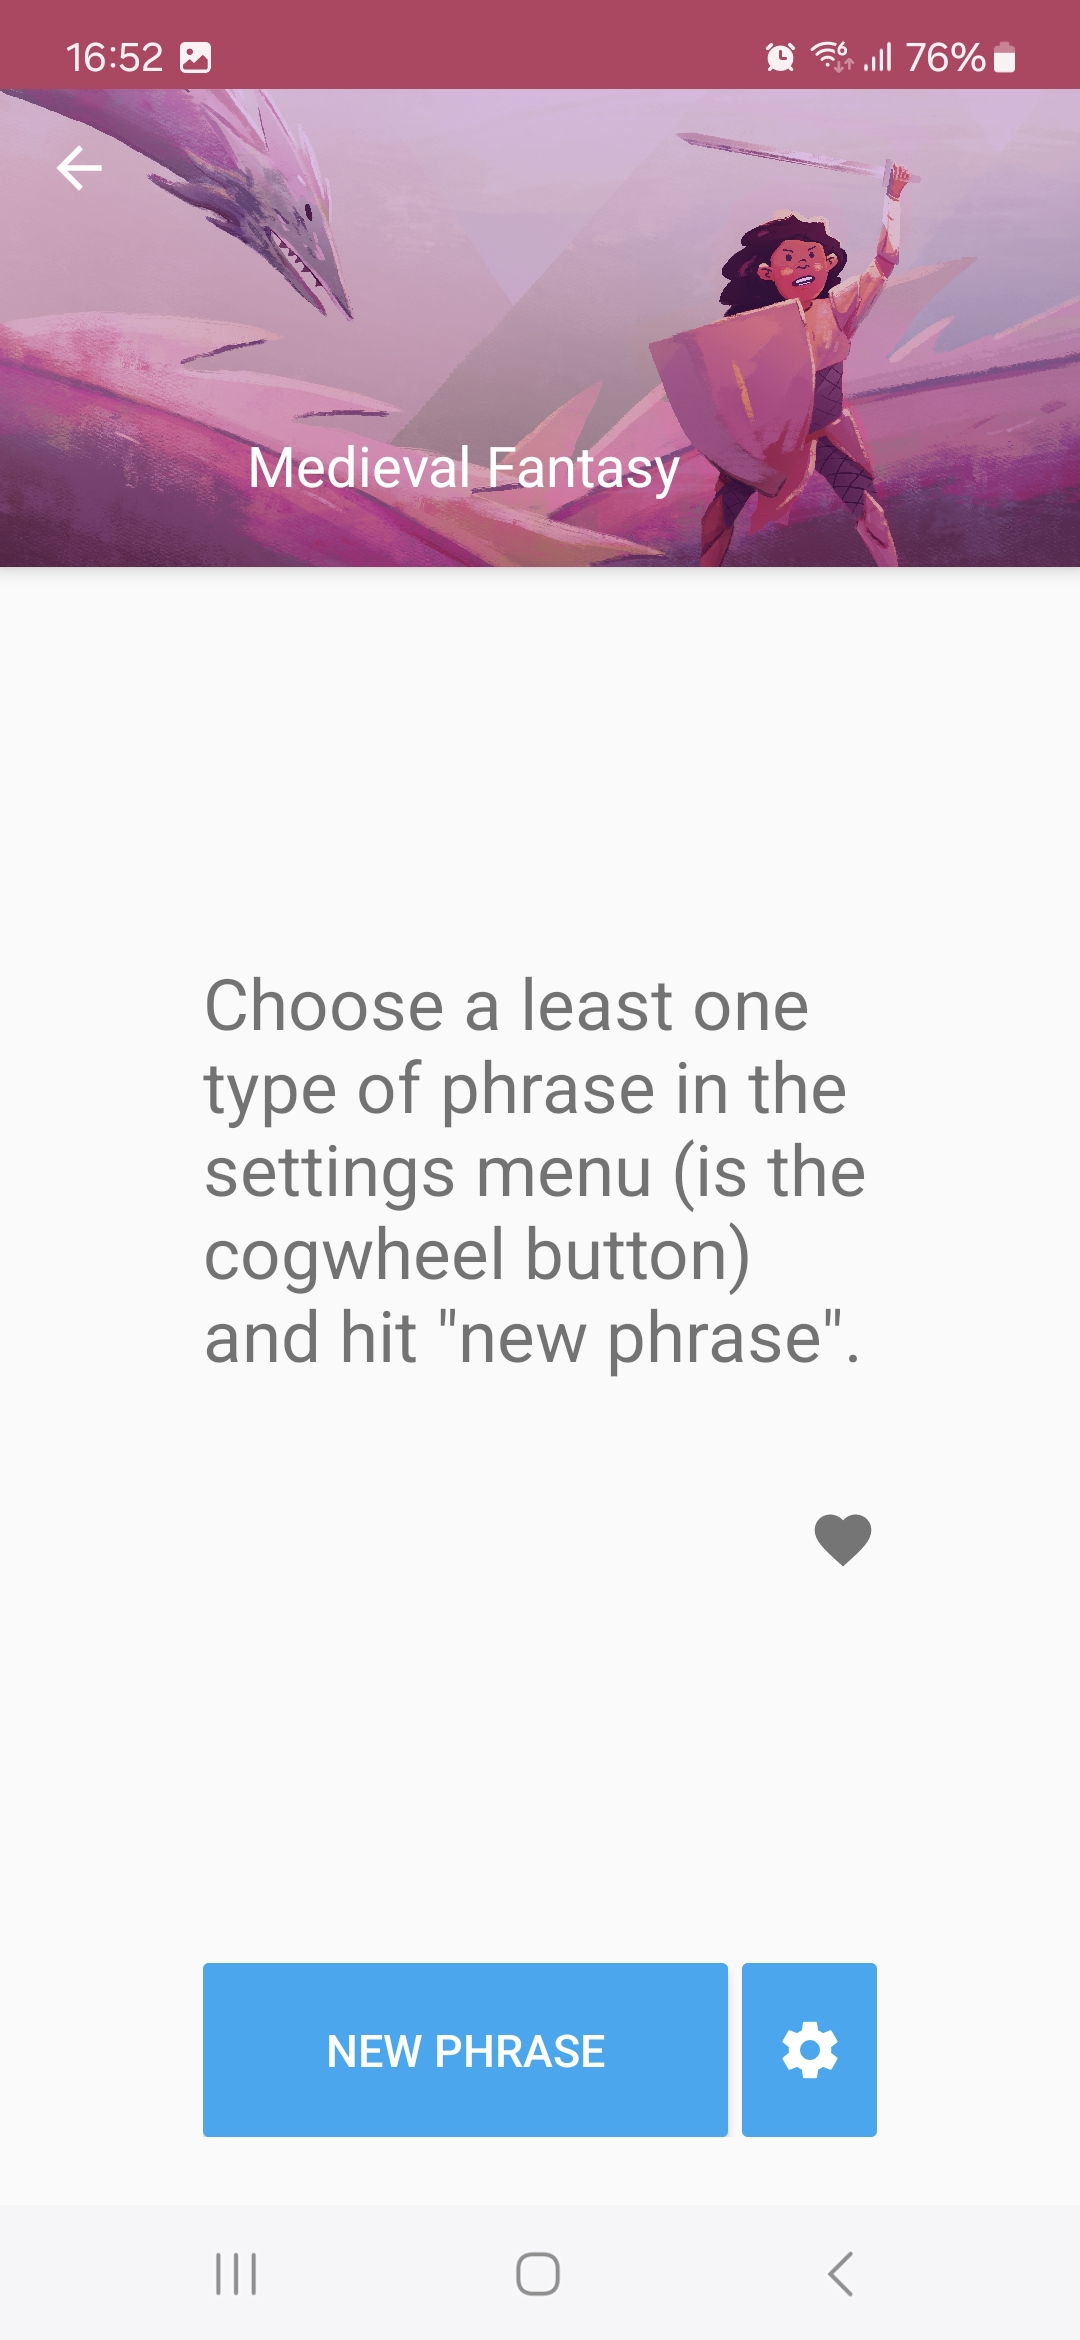 16:52 76%
Medieval Fantasy
Choose a least one
type of phrase in the
settings menu (is the
cogwheel button)
and hit "new phrase".
NEW PHRASE